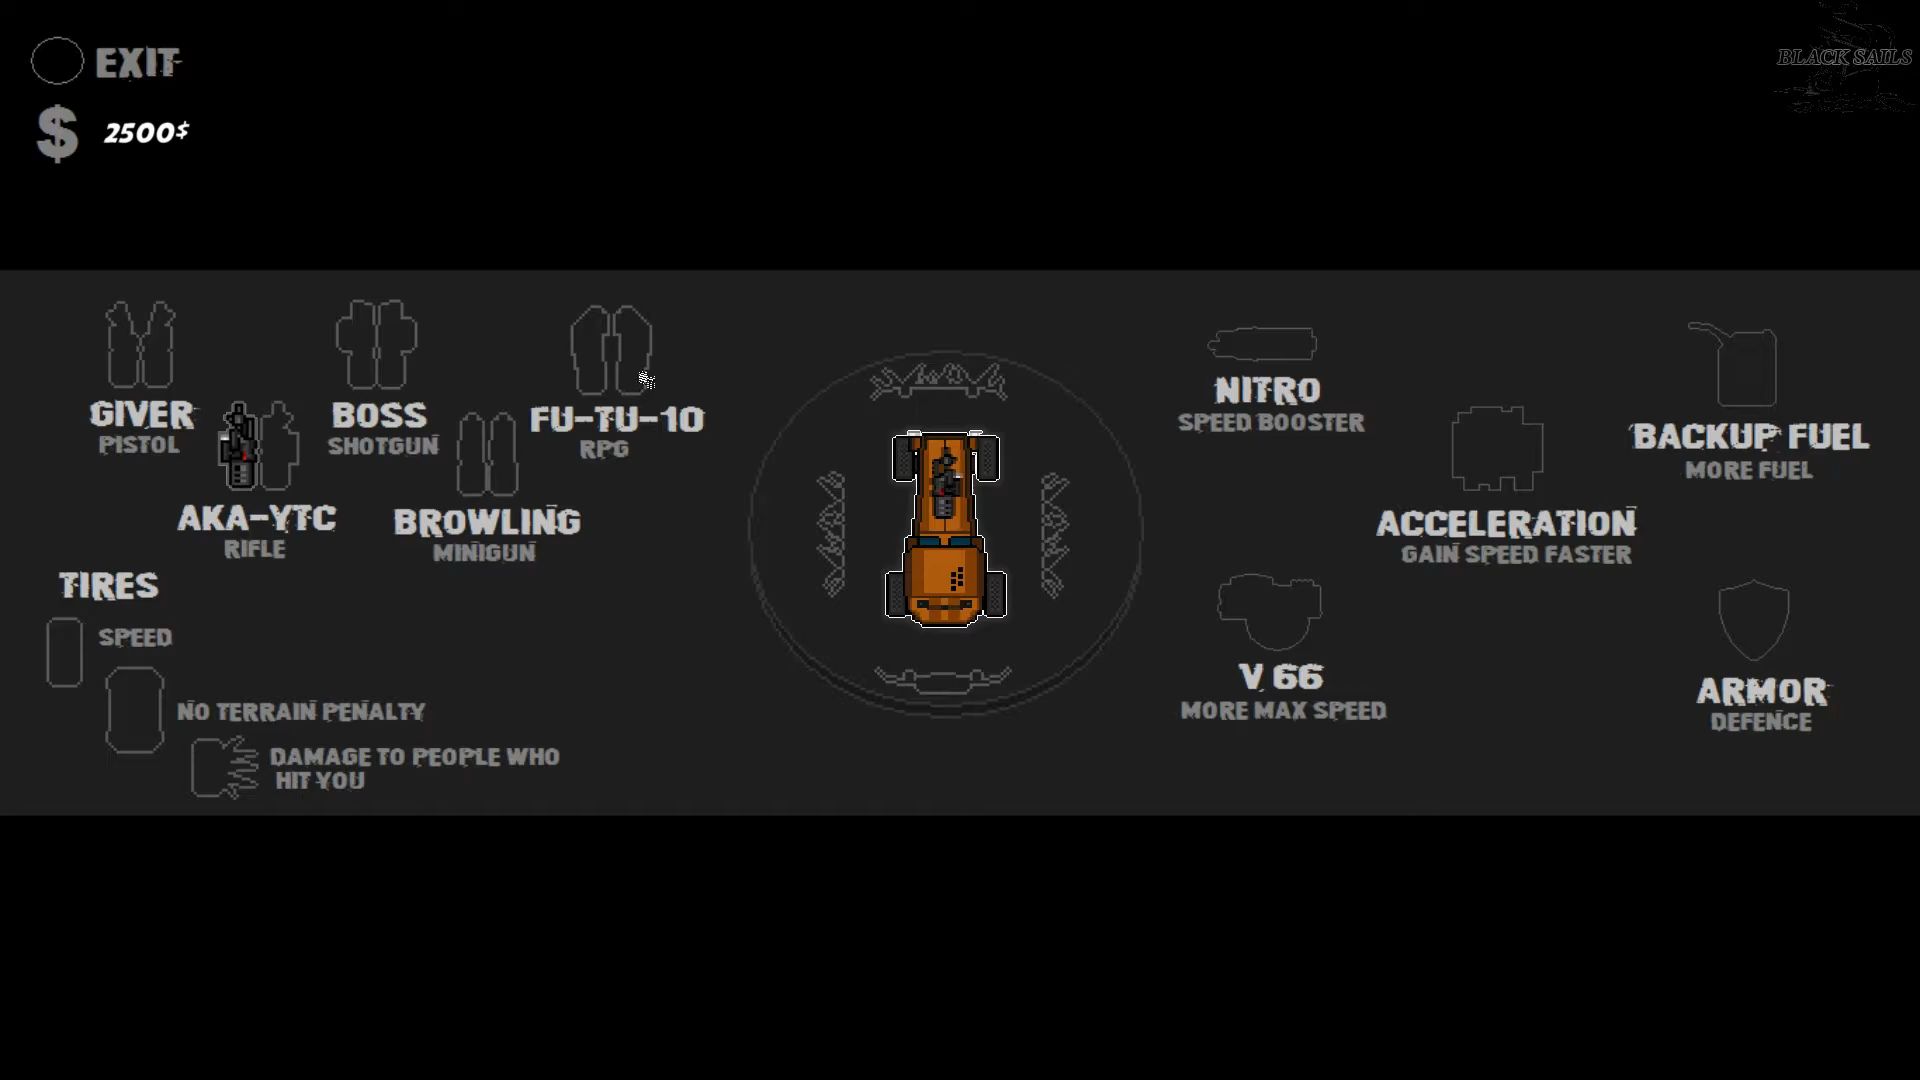 EXIT
BLACK SAILS
2500$
GIVER
PISTOL
BOSS
SHOTGUN
FU-TU-10
RPG
AKA-YTC
RIFLE
BROWLING
MINIGUN
TIRES
SPEED
NO TERRAIN PENALTY
DAMAGE TO PEOPLE WHO
HIT YOU
NITRO
SPEED BOOSTER
BACKUP FUEL
MORE FUEL
ACCELERATION
GAIN SPEED FASTER
V 66
MORE MAX SPEED
ARMOR
DEFENCE